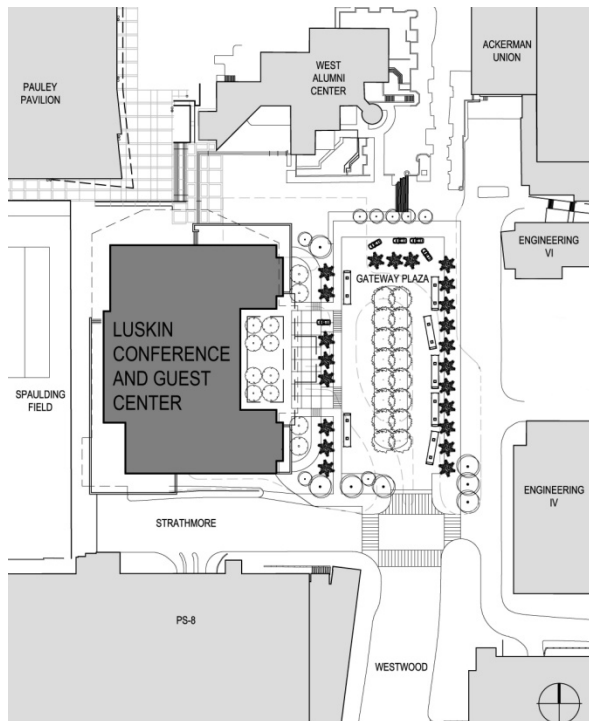 PAULEY
PAVILION
WEST
ALUMNI
CENTER
ACKERMAN
UNION
ENGINEERING
VI
GATEWAY PLAZA
LUSKIN
CONFERENCE
AND GUEST
CENTER
SPAULDING
FIELD
ENGINEERING
IV
STRATHMORE
PS-8
WESTWOOD